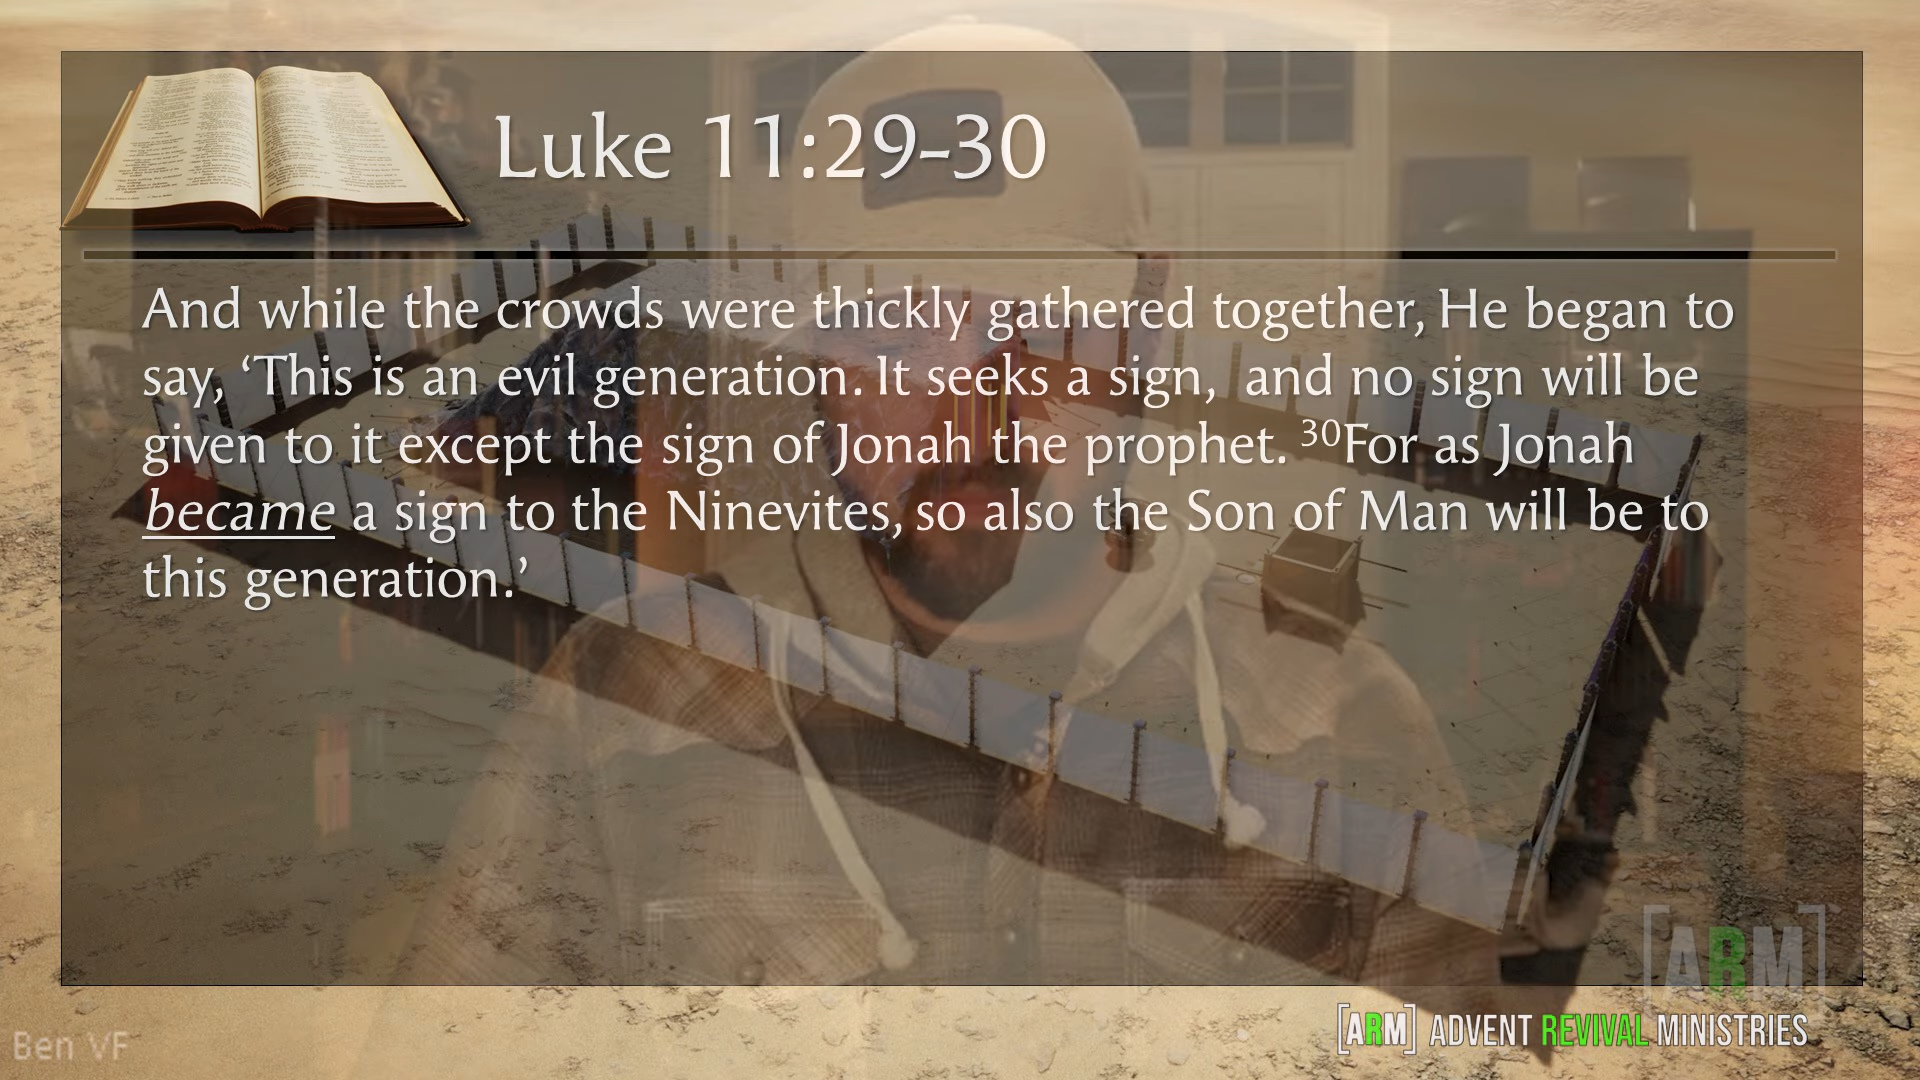 Luke 11:29-30
And while the crowds were thickly gathered together, He began to
say, ‘This is an evil generation. It seeks a sign,  and no sign will be
given to it except the sign of Jonah the prophet. ³⁰For as Jonah
became a sign to the Ninevites, so also the Son of Man will be to
this generation.’
[ARM]
[ARM] ADVENT REVIVAL MINISTRIES
Ben VF